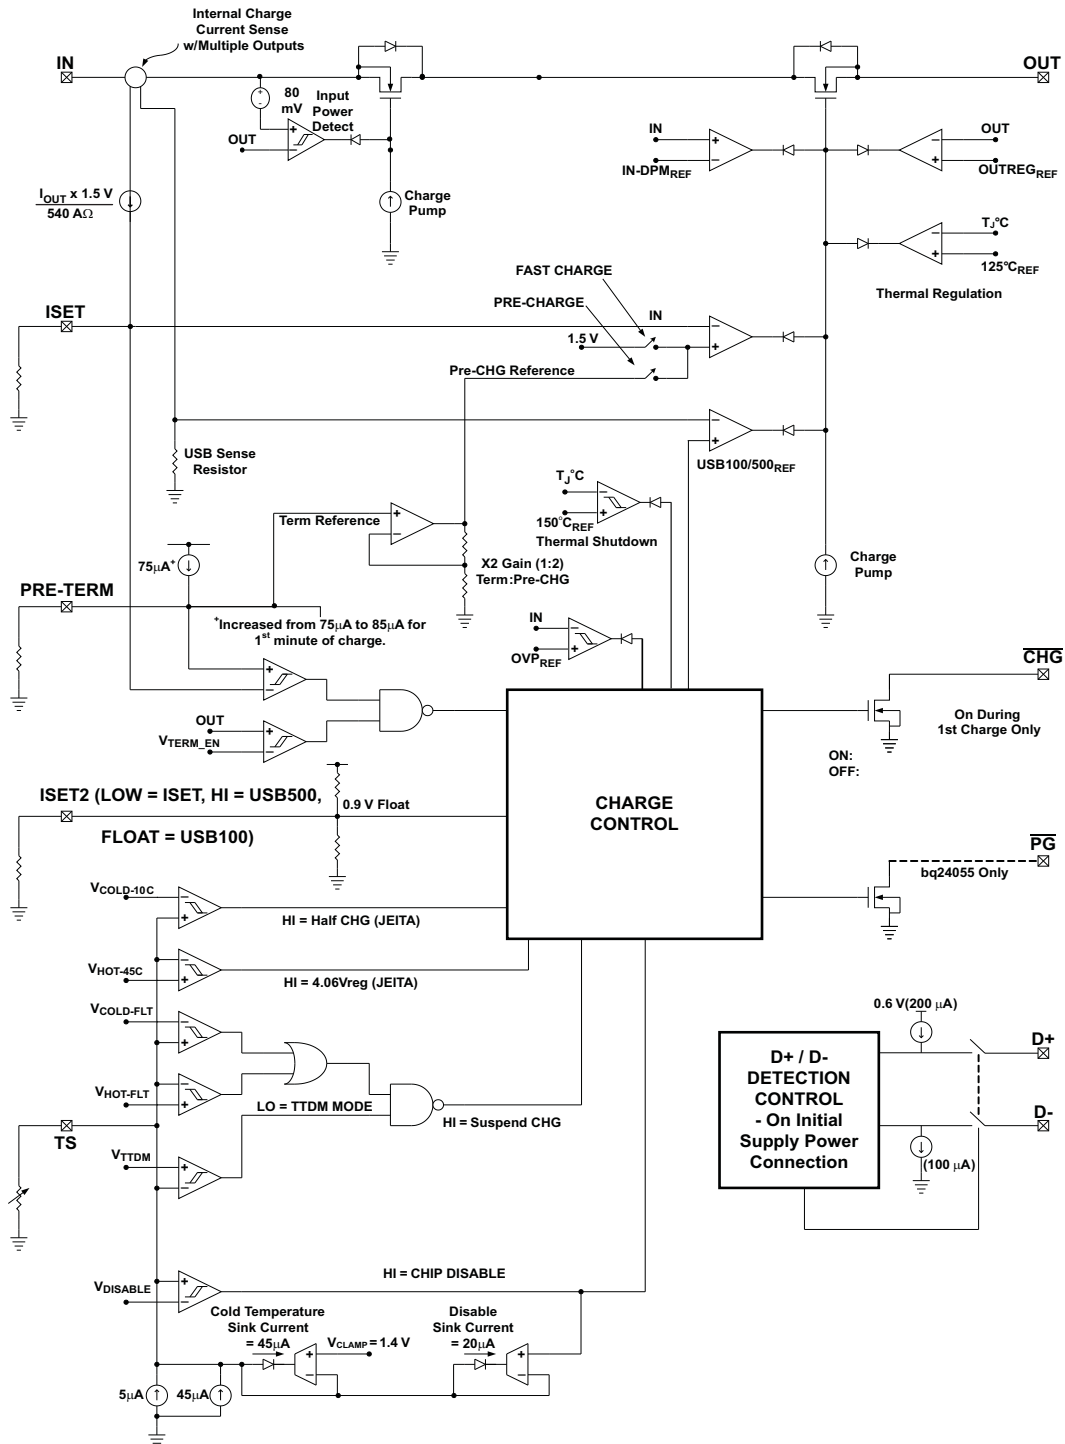 Internal Charge
Current Sense
w/Multiple Outputs
IN
OUT
80
mV
Input
Power
Detect
+
-
OUT
+
−
IN
IN-DPMREF
+
−
OUT
OUTREGREF
−
+
IOUT x 1.5 V
540 AΩ
Charge
Pump
TJ°C
125°CREF
−
+
Thermal Regulation
FAST CHARGE
PRE-CHARGE
ISET
IN
1.5 V
−
+
Pre-CHG Reference
USB Sense
Resistor
−
+
USB100/500REF
TJ°C
150°CREF
−
+
Thermal Shutdown
Term Reference
+
−
X2 Gain (1:2)
Term:Pre-CHG
75μA+
Charge
Pump
PRE-TERM
+Increased from 75μA to 85μA for
1st minute of charge.
IN
OVPREF
−
+
CHG
+
−
OUT
VTERM_EN
+
−
On During
1st Charge Only
ON:
OFF:
ISET2 (LOW = ISET, HI = USB500,
FLOAT = USB100)
0.9 V Float
CHARGE
CONTROL
PG
bq24055 Only
VCOLD-10C
−
+
HI = Half CHG (JEITA)
VHOT-45C
−
+
HI = 4.06Vreg (JEITA)
VCOLD-FLT
−
+
VHOT-FLT
−
+
LO = TTDM MODE
HI = Suspend CHG
TS
VTTDM
+
−
0.6 V(200 μA)
D+
D-
(100 μA)
D+ / D-
DETECTION
CONTROL
- On Initial
Supply Power
Connection
HI = CHIP DISABLE
VDISABLE
+
−
Cold Temperature
Sink Current
= 45μA
VCLAMP = 1.4 V
+
−
Disable
Sink Current
= 20μA
+
−
5μA
45μA